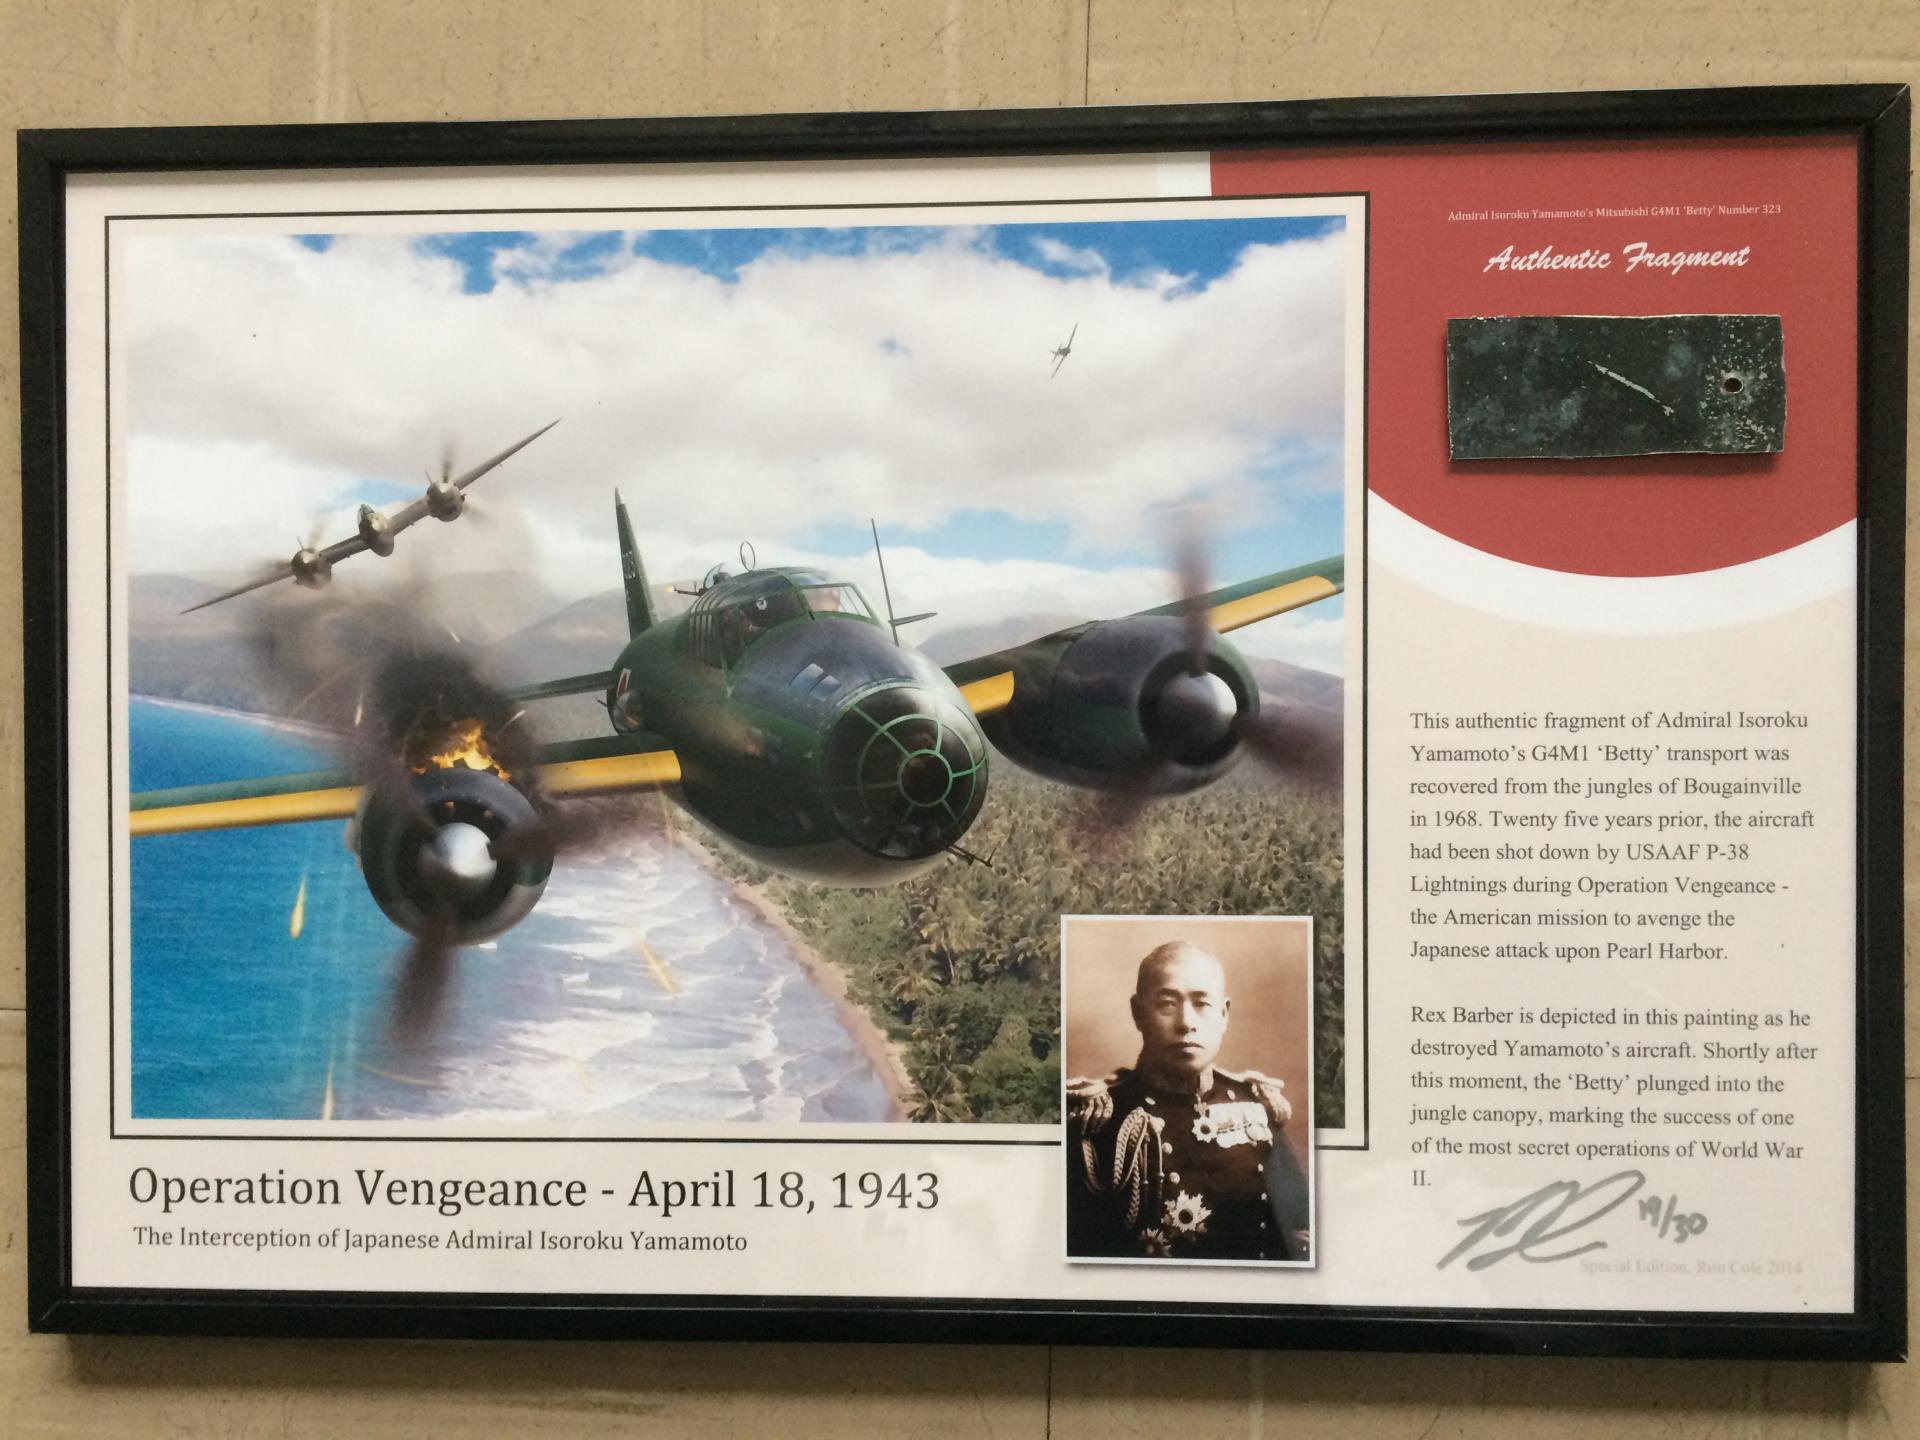 Admiral Isoroku Yamamoto's Mitsubishi G4M1 'Betty' Number 323
Authentic Fragment
This authentic fragment of Admiral Isoroku
Yamamoto's G4M1 'Betty' transport was
recovered from the jungles of Bougainville
in 1968. Twenty five years prior, the aircraft
had been shot down by USAAF P-38
Lightnings during Operation Vengeance -
the American mission to avenge the
Japanese attack upon Pearl Harbor.
Rex Barber is depicted in this painting as he
destroyed Yamamoto's aircraft. Shortly after
this moment, the 'Betty' plunged into the
jungle canopy, marking the success of one
of the most secret operations of World War
II.
19/30
Special Edition, Ron Cole 2014
Operation Vengeance - April 18, 1943
The Interception of Japanese Admiral Isoroku Yamamoto